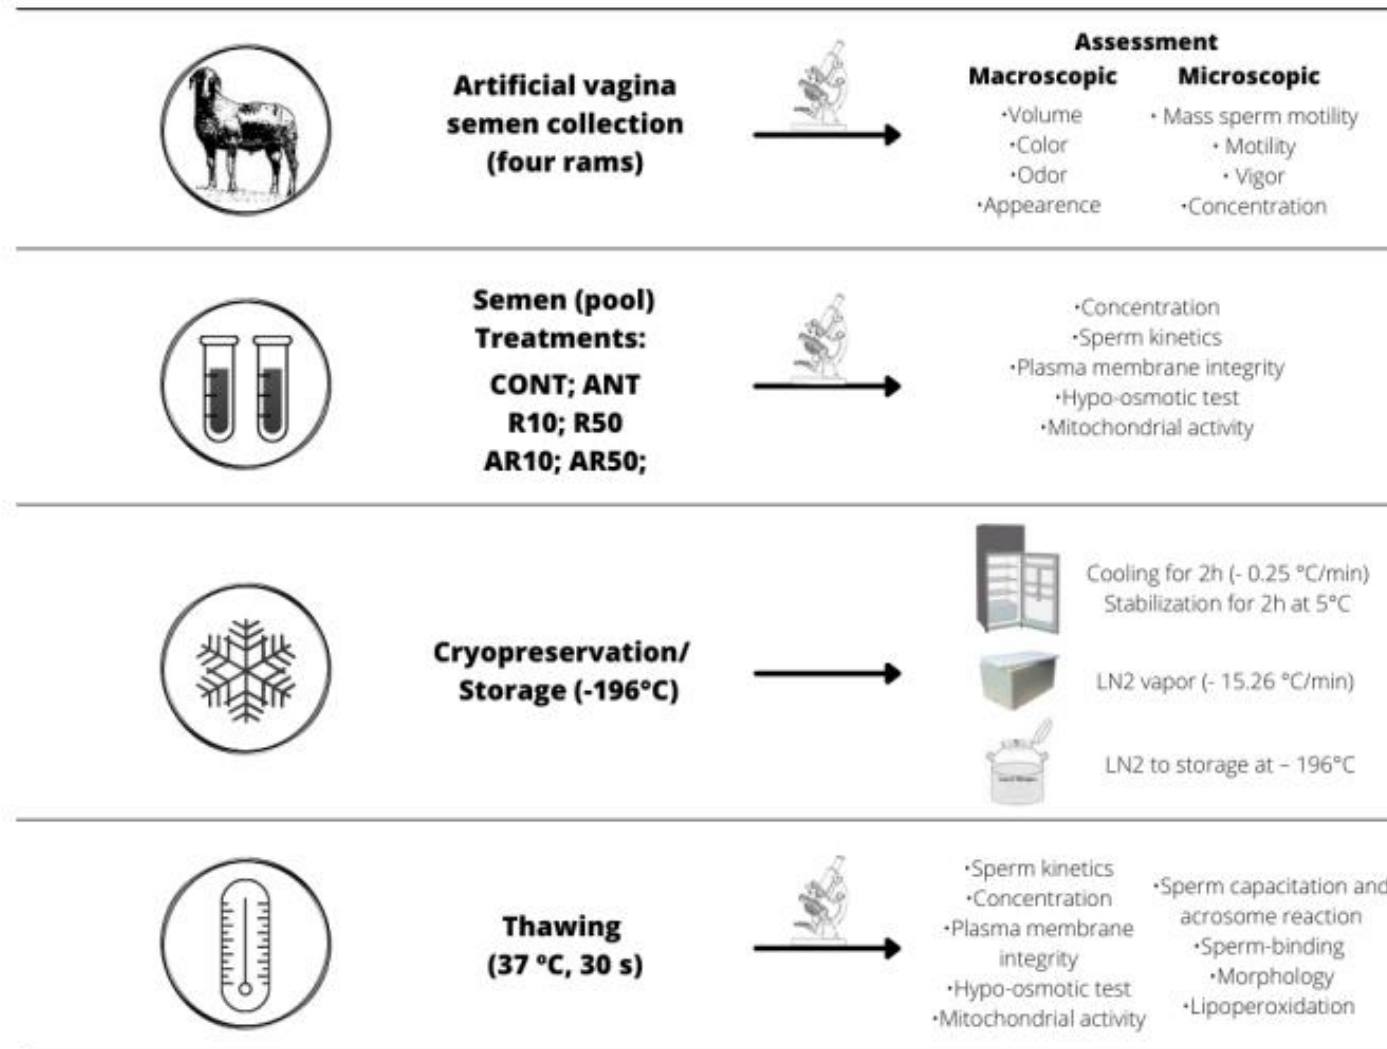 Artificial vagina
semen collection
(four rams)
Assessment
Macroscopic
•Volume
•Color
•Odor
•Appearence
Microscopic
• Mass sperm motility
• Motility
• Vigor
•Concentration
Semen (pool)
Treatments:
CONT; ANT
R10; R50
AR10; AR50;
•Concentration
•Sperm kinetics
•Plasma membrane integrity
•Hypo-osmotic test
•Mitochondrial activity
Cryopreservation/
Storage (-196°C)
Cooling for 2h (- 0.25 °C/min)
Stabilization for 2h at 5°C
LN2 vapor (- 15.26 °C/min)
LN2 to storage at – 196°C
Thawing
(37 ºC, 30 s)
•Sperm kinetics
•Concentration
•Plasma membrane
integrity
•Hypo-osmotic test
•Mitochondrial activity
•Sperm capacitation and
acrosome reaction
•Sperm-binding
•Morphology
•Lipoperoxidation